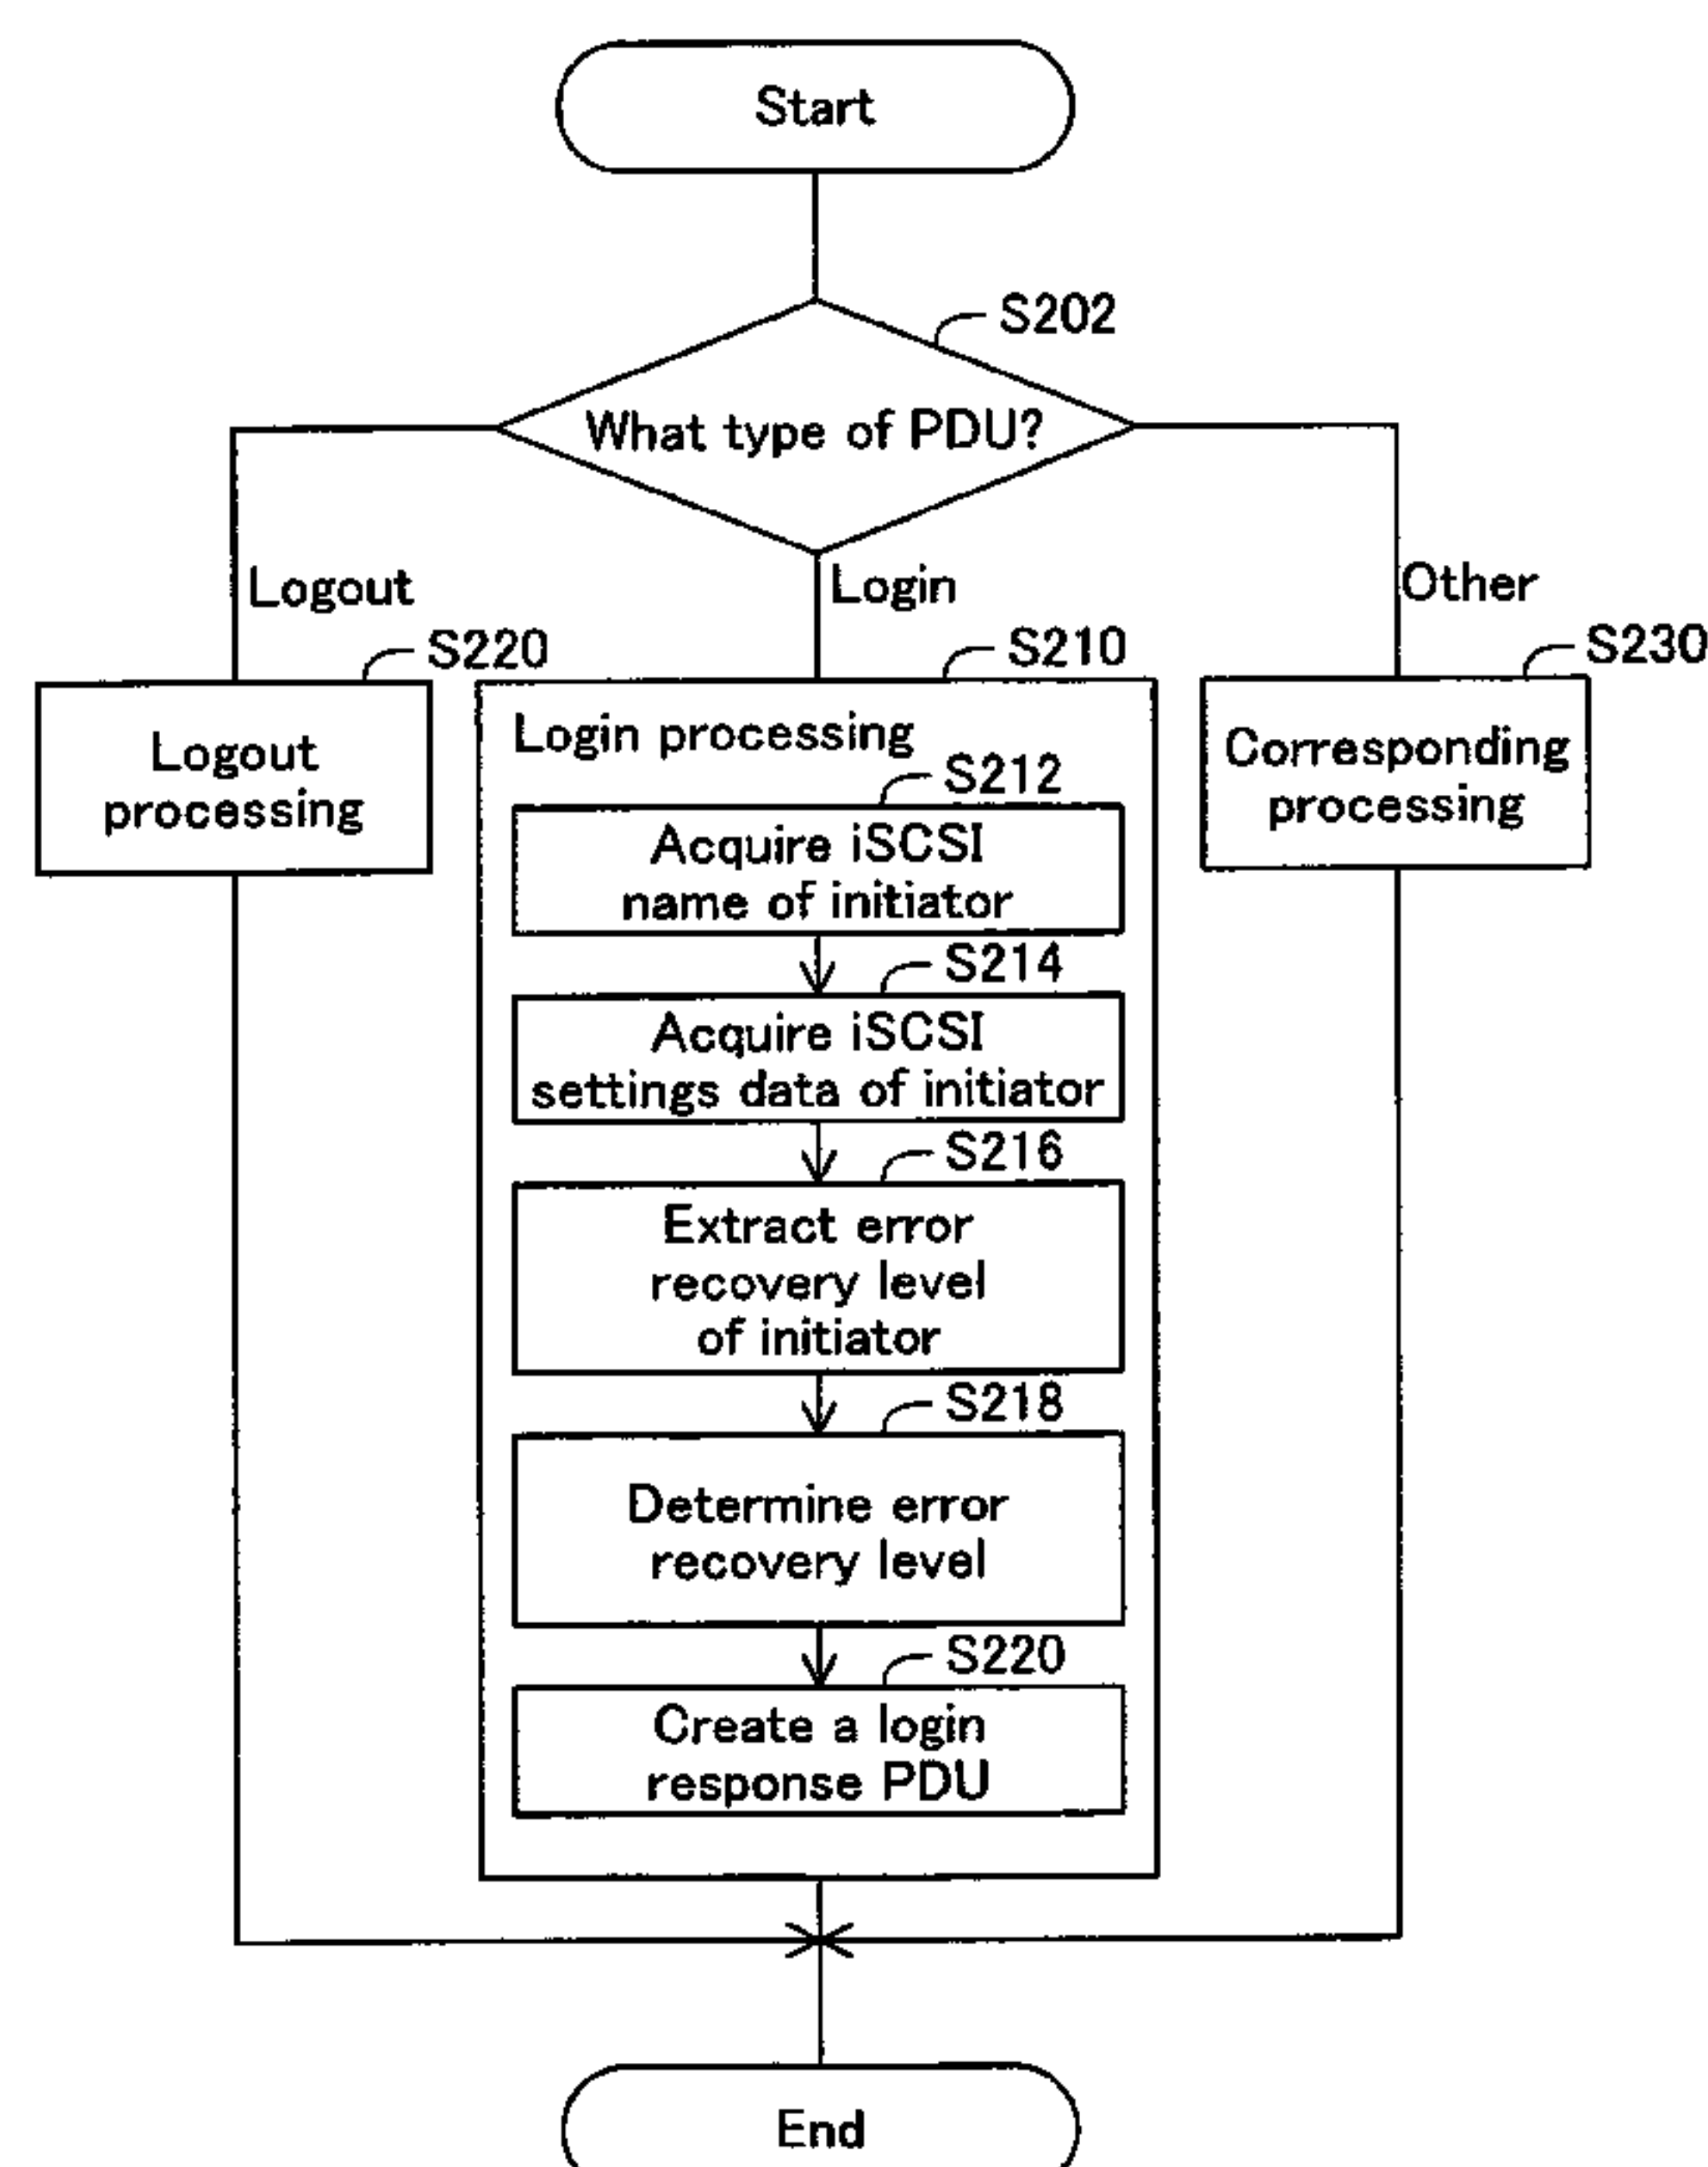 Start
S202
What type of PDU?
Logout
Login
Other
S220
S210
S230
Logout
processing
Login processing
Corresponding
processing
S212
Acquire iSCSI
name of initiator
S214
Acquire iSCSI
settings data of initiator
S216
Extract error
recovery level
of initiator
S218
Determine error
recovery level
S220
Create a login
response PDU
End